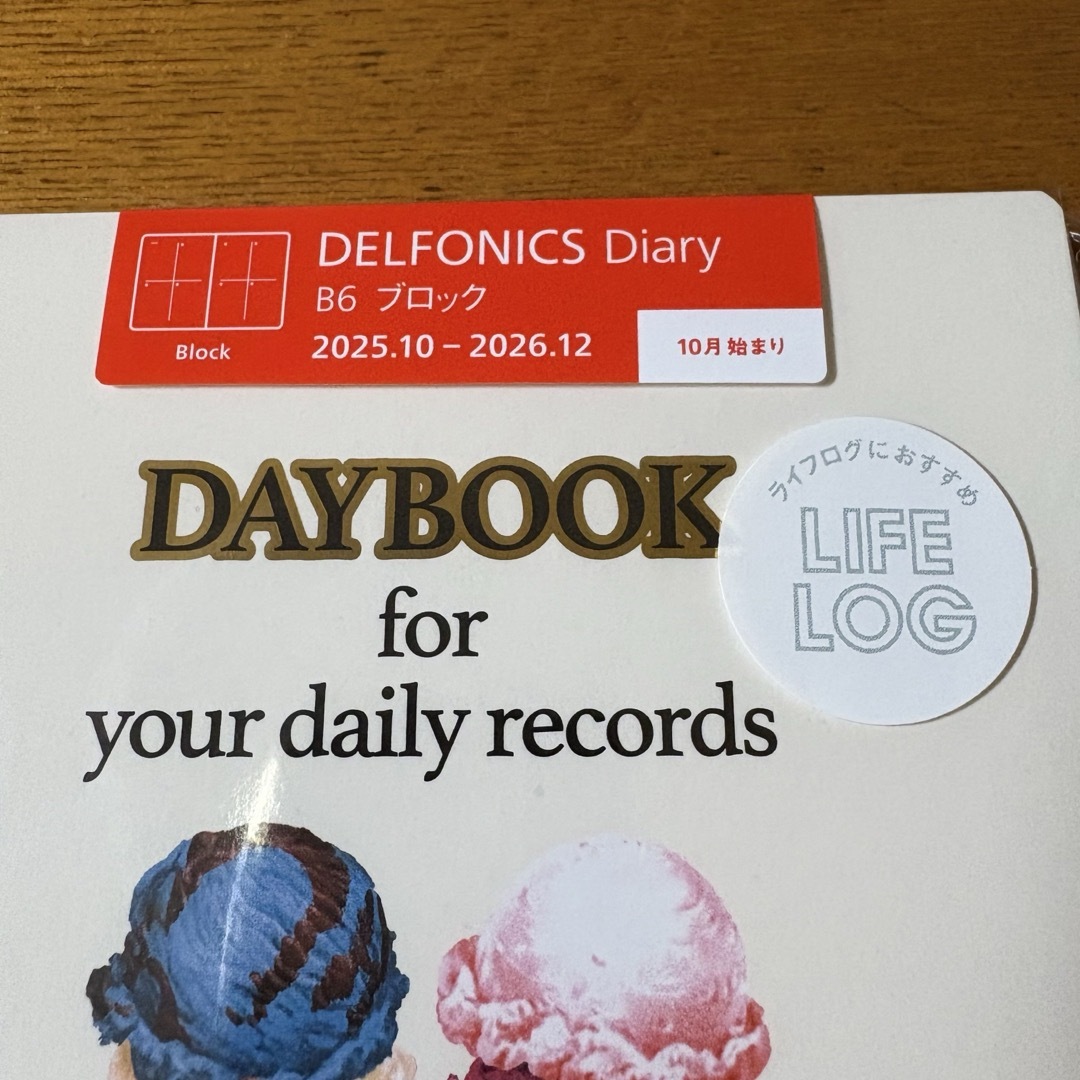 DELFONICS Diary
B6 ブロック
2025.10 – 2026.12
Block
10月始まり
DAYBOOK
for
your daily records
ライフログにおすすめ
LIFE
LOG